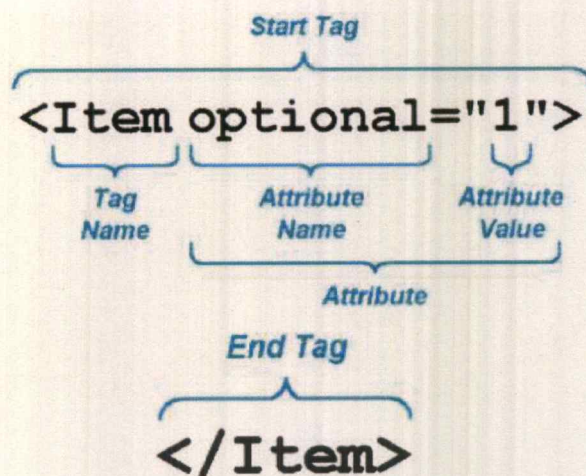 Start Tag
<Item optional="1">
Tag Name
Attribute Name
Attribute Value
Attribute
End Tag
</Item>